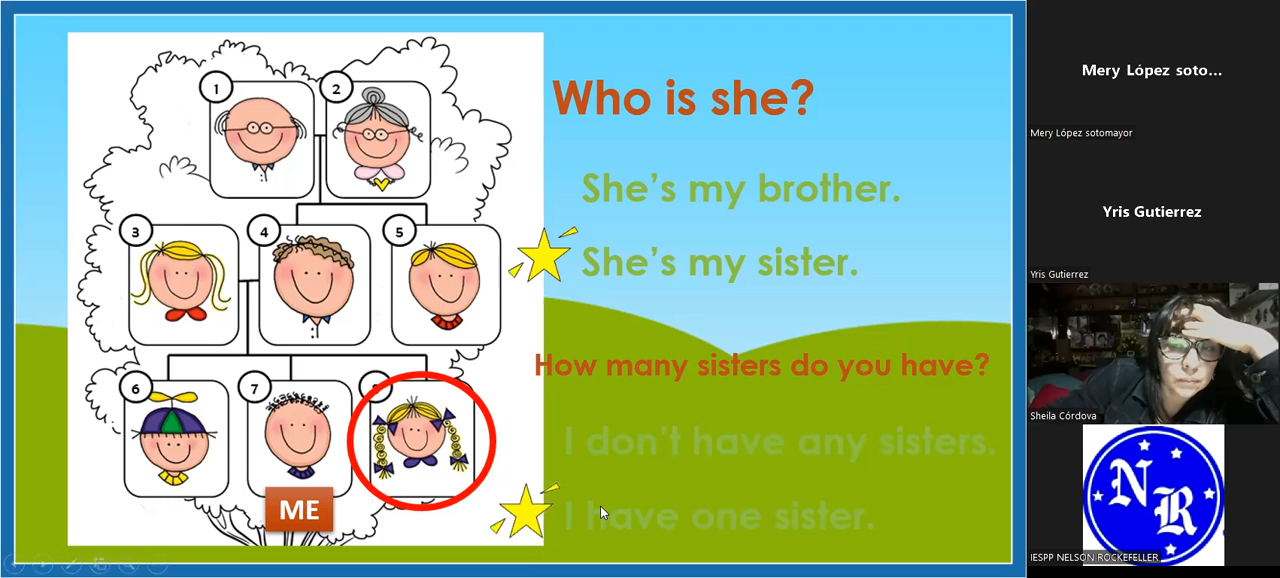 1
2
3
4
5
6
7
ME
Who is she?
She's my brother.
She's my sister.
How many sisters do you have?
I don't have any sisters.
I have one sister.
Mery López soto...
Mery López sotomayor
Yris Gutierrez
Yris Gutierrez
Sheila Córdova
NR
IESPP NELSON ROCKEFELLER